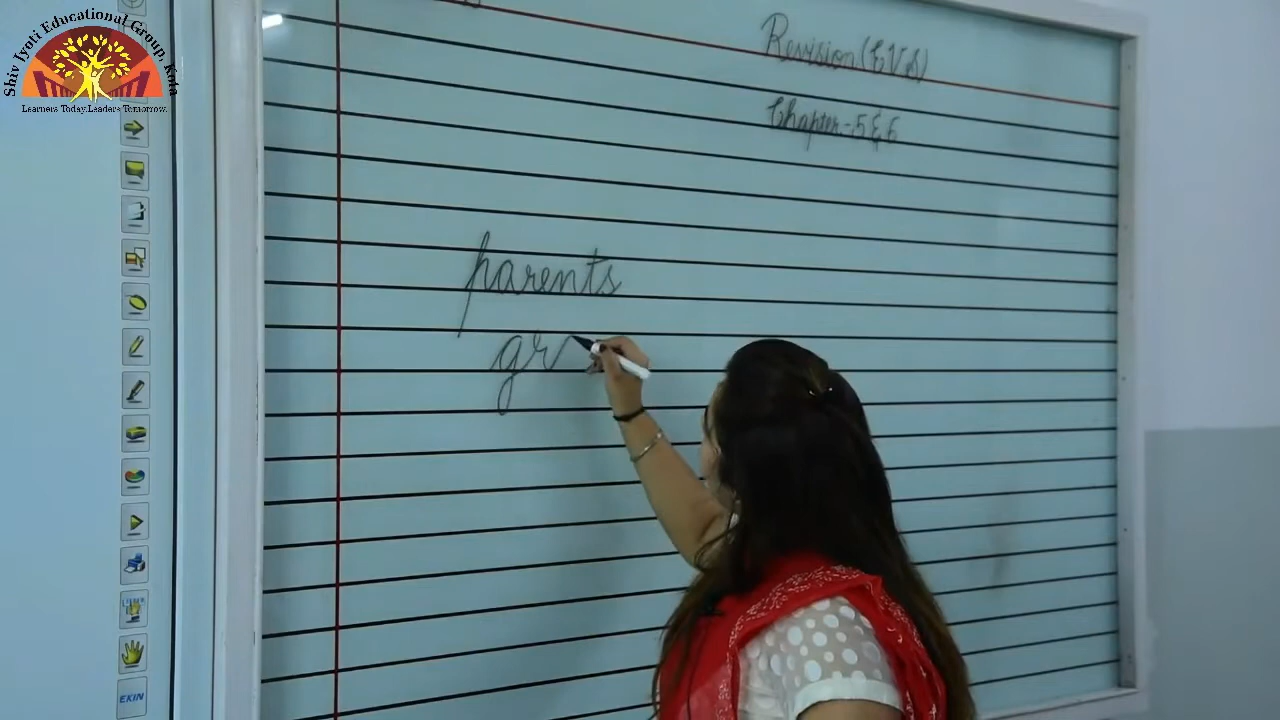 Shiv Jyoti Educational Group, Kota
Learners Today.Leaders Tomorrow.
Revision (EVS)
Chapter-5 & 6
parents
gr
EKIN